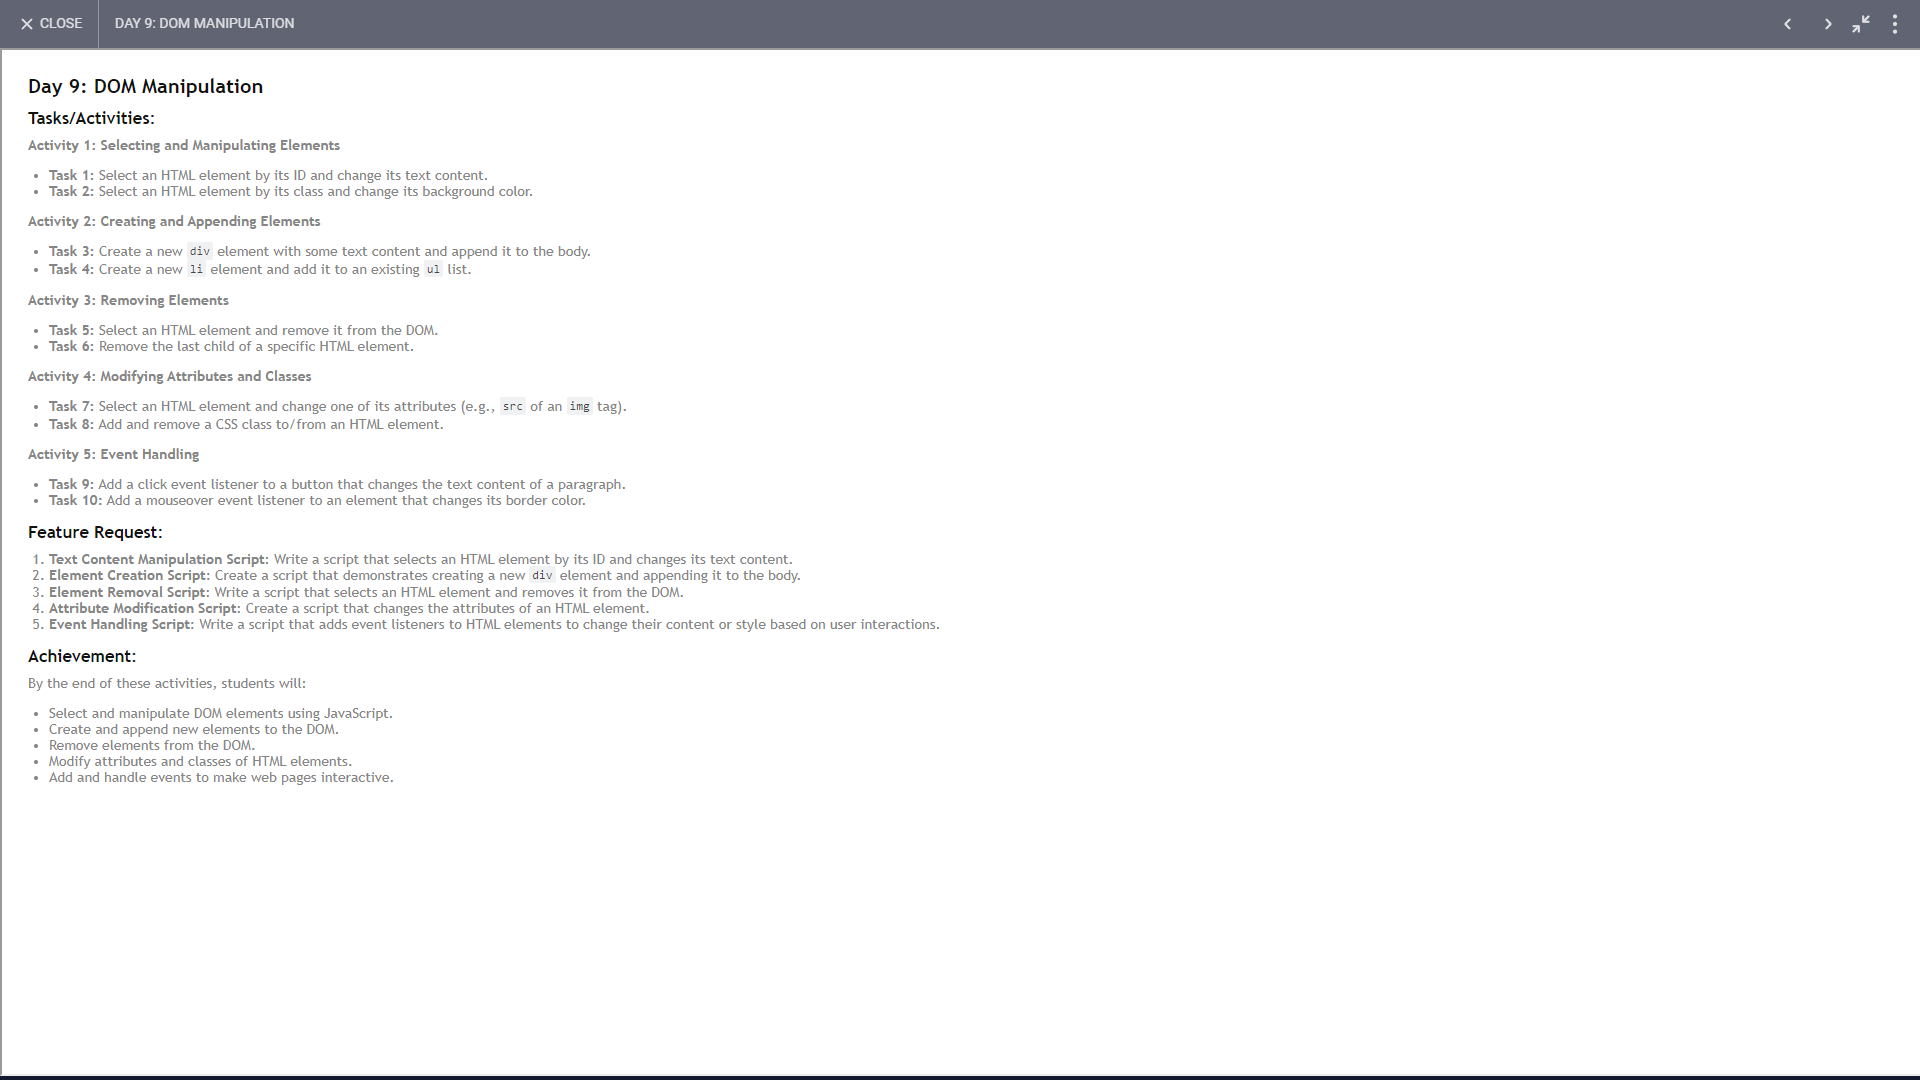 CLOSE
DAY 9: DOM MANIPULATION
Day 9: DOM Manipulation
Tasks/Activities:
Activity 1: Selecting and Manipulating Elements
• Task 1: Select an HTML element by its ID and change its text content.
• Task 2: Select an HTML element by its class and change its background color.
Activity 2: Creating and Appending Elements
• Task 3: Create a new div element with some text content and append it to the body.
• Task 4: Create a new li element and add it to an existing ul list.
Activity 3: Removing Elements
• Task 5: Select an HTML element and remove it from the DOM.
• Task 6: Remove the last child of a specific HTML element.
Activity 4: Modifying Attributes and Classes
• Task 7: Select an HTML element and change one of its attributes (e.g., src of an img tag).
• Task 8: Add and remove a CSS class to/from an HTML element.
Activity 5: Event Handling
• Task 9: Add a click event listener to a button that changes the text content of a paragraph.
• Task 10: Add a mouseover event listener to an element that changes its border color.
Feature Request:
1. Text Content Manipulation Script: Write a script that selects an HTML element by its ID and changes its text content.
2. Element Creation Script: Create a script that demonstrates creating a new div element and appending it to the body.
3. Element Removal Script: Write a script that selects an HTML element and removes it from the DOM.
4. Attribute Modification Script: Create a script that changes the attributes of an HTML element.
5. Event Handling Script: Write a script that adds event listeners to HTML elements to change their content or style based on user interactions.
Achievement:
By the end of these activities, students will:
• Select and manipulate DOM elements using JavaScript.
• Create and append new elements to the DOM.
• Remove elements from the DOM.
• Modify attributes and classes of HTML elements.
• Add and handle events to make web pages interactive.